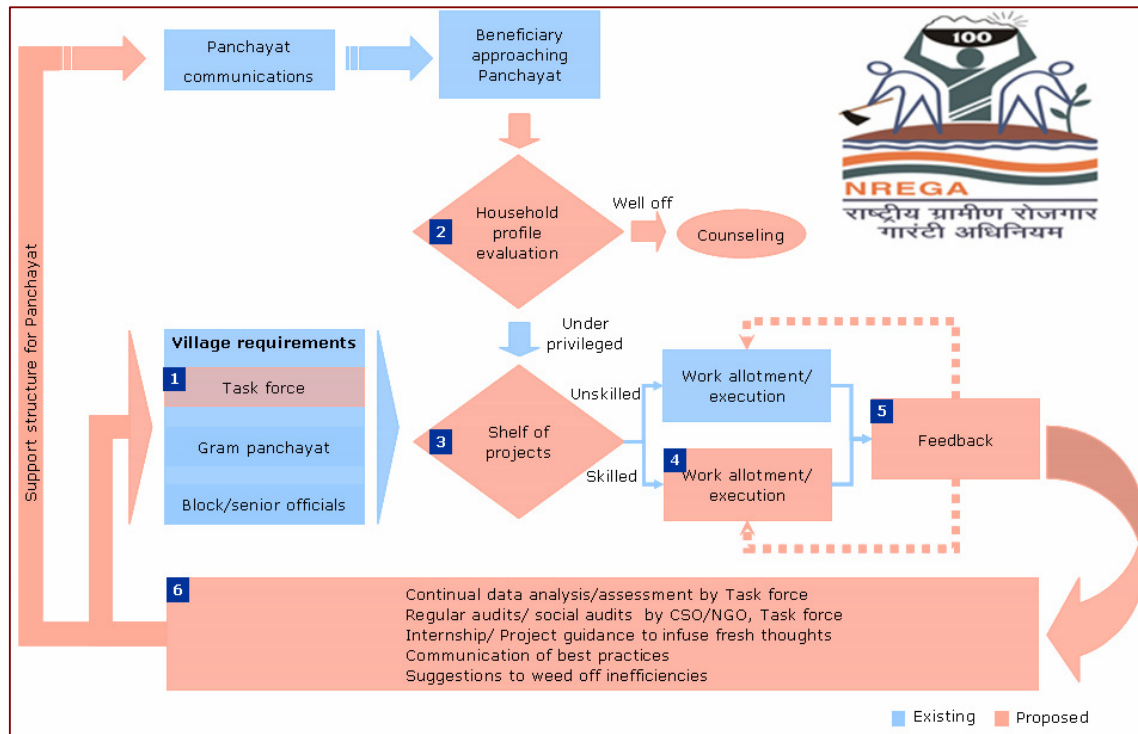 Support structure for Panchayat
Panchayat
communications
Beneficiary
approaching
Panchayat
100
NREGA
राष्ट्रीय ग्रामीण रोजगार
गारंटी अधिनियम
2
Household
profile
evaluation
Well off
Counseling
Under
privileged
Village requirements
1
Task force
Gram panchayat
Block/senior officials
3
Shelf of
projects
Unskilled
Skilled
Work allotment/
execution
4
Work allotment/
execution
5
Feedback
6
Continual data analysis/assessment by Task force
Regular audits/ social audits by CSO/NGO, Task force
Internship/ Project guidance to infuse fresh thoughts
Communication of best practices
Suggestions to weed off inefficiencies
Existing
Proposed